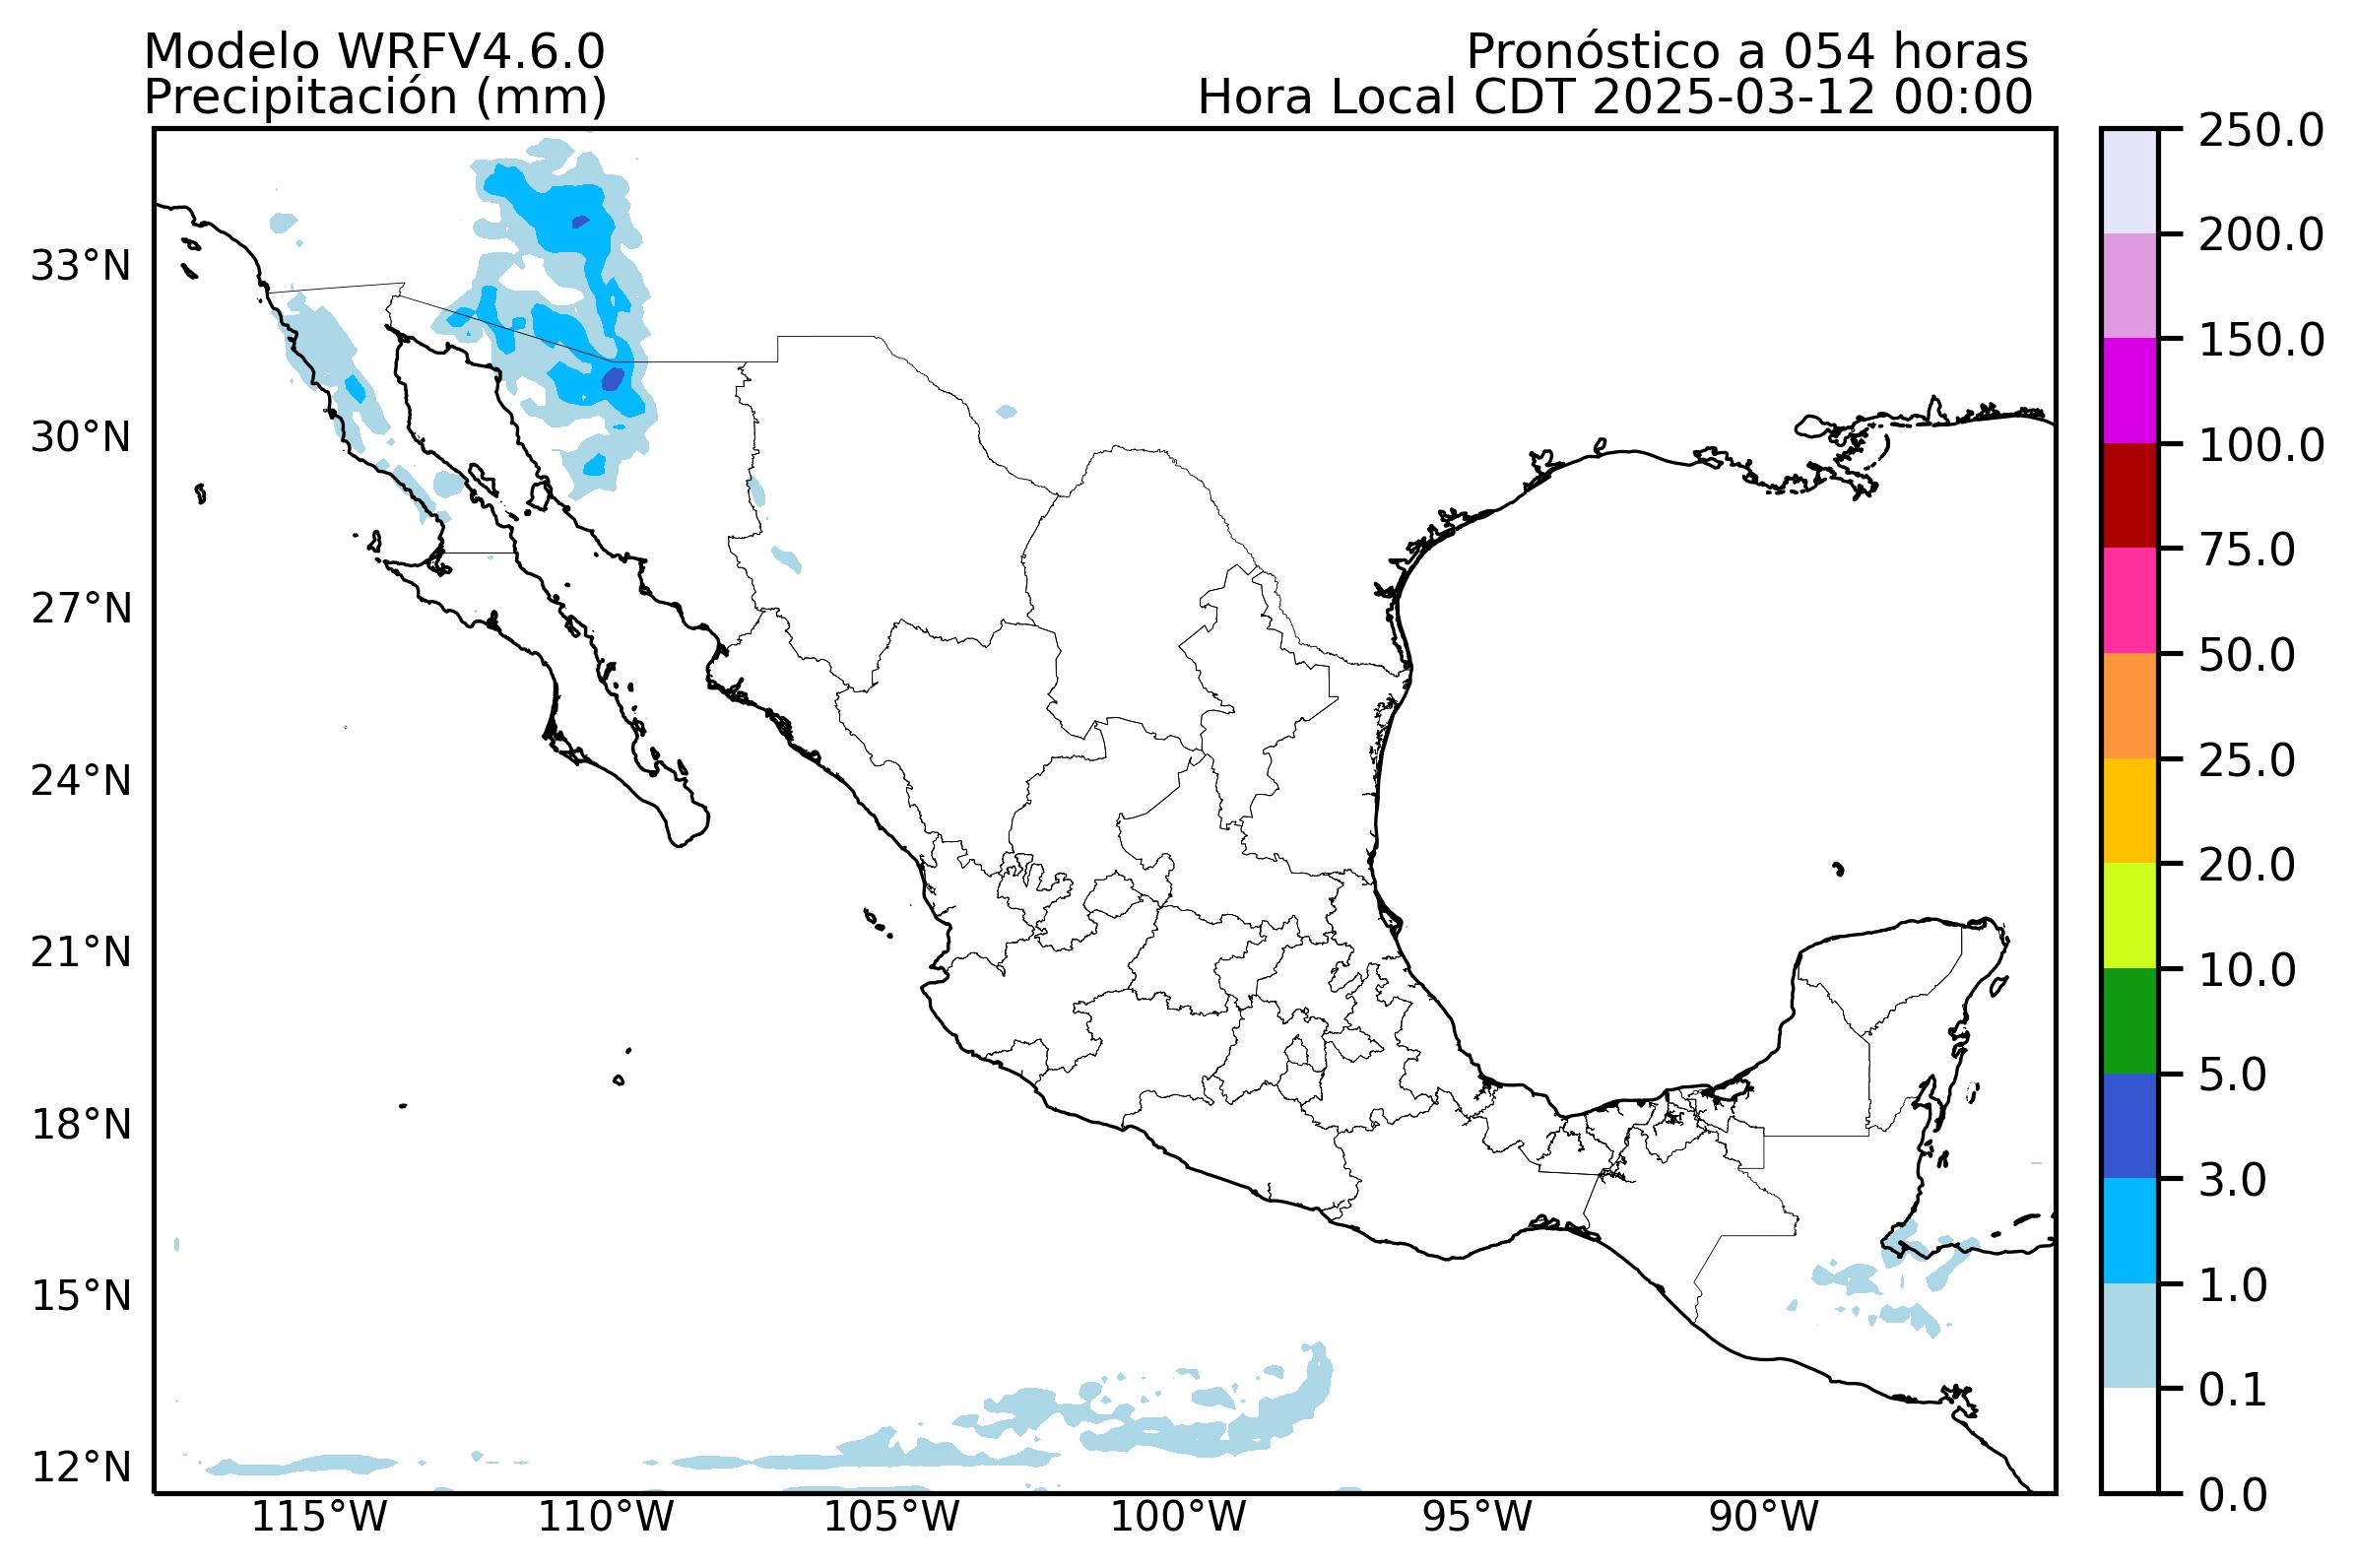 Modelo WRFV4.6.0
Precipitación (mm)
Pronóstico a 054 horas
Hora Local CDT 2025-03-12 00:00
33°N
30°N
27°N
24°N
21°N
18°N
15°N
12°N
115°W
110°W
105°W
100°W
95°W
90°W
250.0
200.0
150.0
100.0
75.0
50.0
25.0
20.0
10.0
5.0
3.0
1.0
0.1
0.0